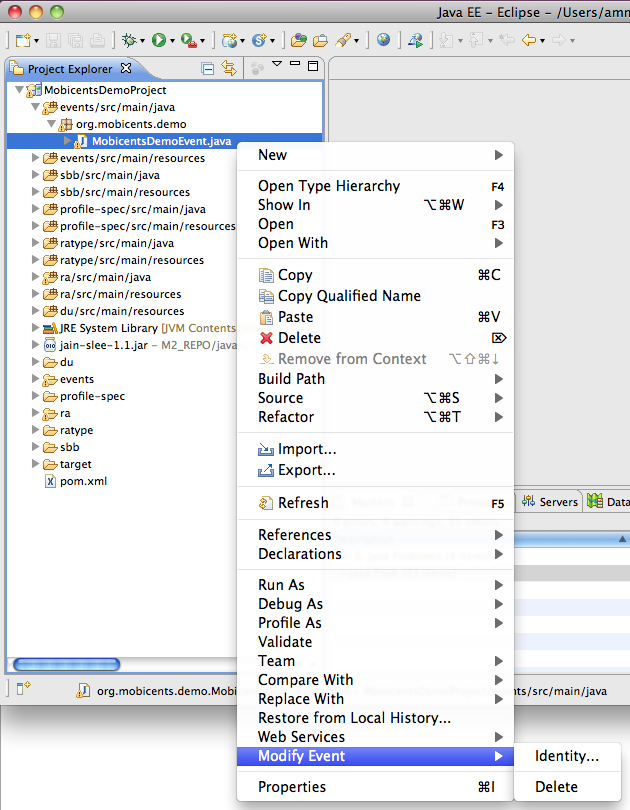 Java EE – Eclipse – /Users/amm
Project Explorer
MobicentsDemoProject
events/src/main/java
org.mobicents.demo
MobicentsDemoEvent.java
events/src/main/resources
sbb/src/main/java
sbb/src/main/resources
profile-spec/src/main/java
profile-spec/src/main/resources
ratype/src/main/java
ratype/src/main/resources
ra/src/main/java
ra/src/main/resources
du/src/main/resources
JRE System Library [JVM Contents
jain-slee-1.1.jar – M2_REPO/java
du
events
profile-spec
ra
ratype
sbb
target
pom.xml
New
Open Type Hierarchy F4
Show In ⌥⌘W
Open F3
Open With
Copy ⌘C
Copy Qualified Name
Paste ⌘V
Delete ⌦
Remove from Context ⌥⇧⌘↓
Build Path
Source ⌥⌘S
Refactor ⌥⌘T
Import...
Export...
Refresh F5
References
Declarations
Run As
Debug As
Profile As
Validate
Team
Compare With
Replace With
Restore from Local History...
Web Services
Modify Event
Properties ⌘I
Identity...
Delete
Servers
Data
org.mobicents.demo.Mobi
nts/src/main/java